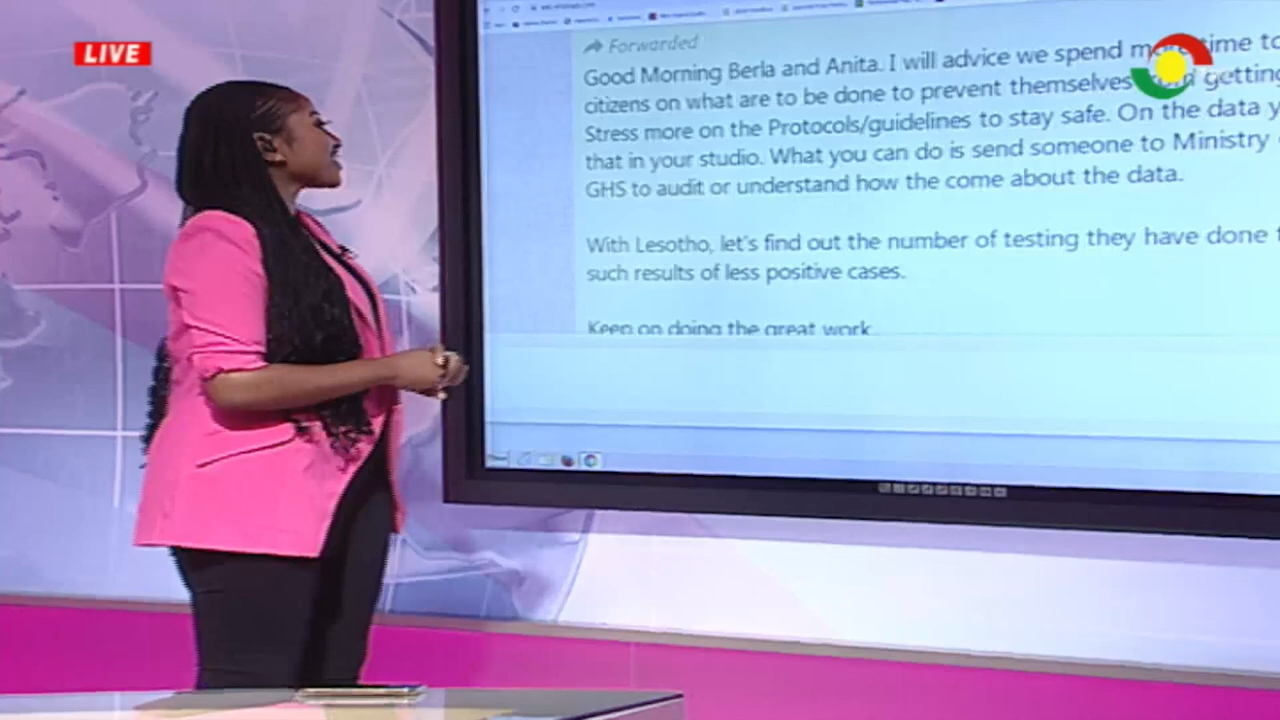 LIVE
Forwarded
Good Morning Berla and Anita. I will advice we spend more time to
citizens on what are to be done to prevent themselves getting
Stress more on the Protocols/guidelines to stay safe. On the data y
that in your studio. What you can do is send someone to Ministry
GHS to audit or understand how the come about the data.
With Lesotho, let's find out the number of testing they have done
such results of less positive cases.
Keep on doing the great work